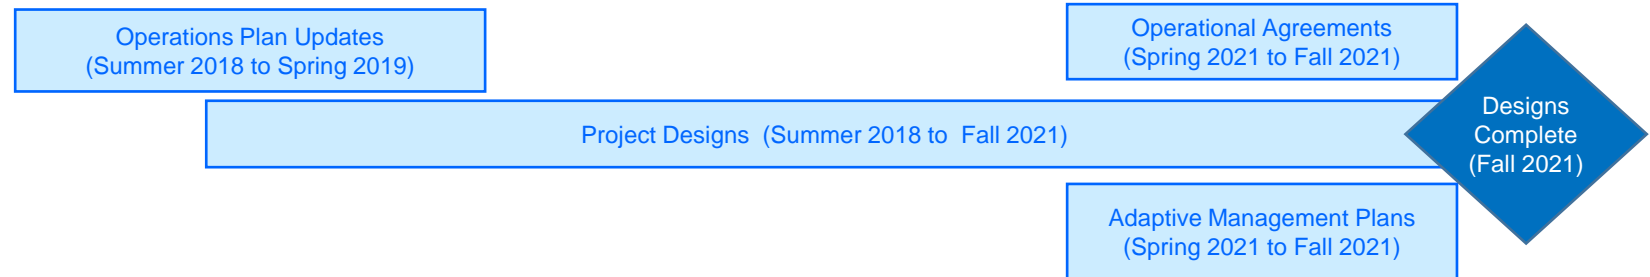 Operations Plan Updates
(Summer 2018 to Spring 2019)
Operational Agreements
(Spring 2021 to Fall 2021)
Project Designs  (Summer 2018 to  Fall 2021)
Designs
Complete
(Fall 2021)
Adaptive Management Plans
(Spring 2021 to Fall 2021)